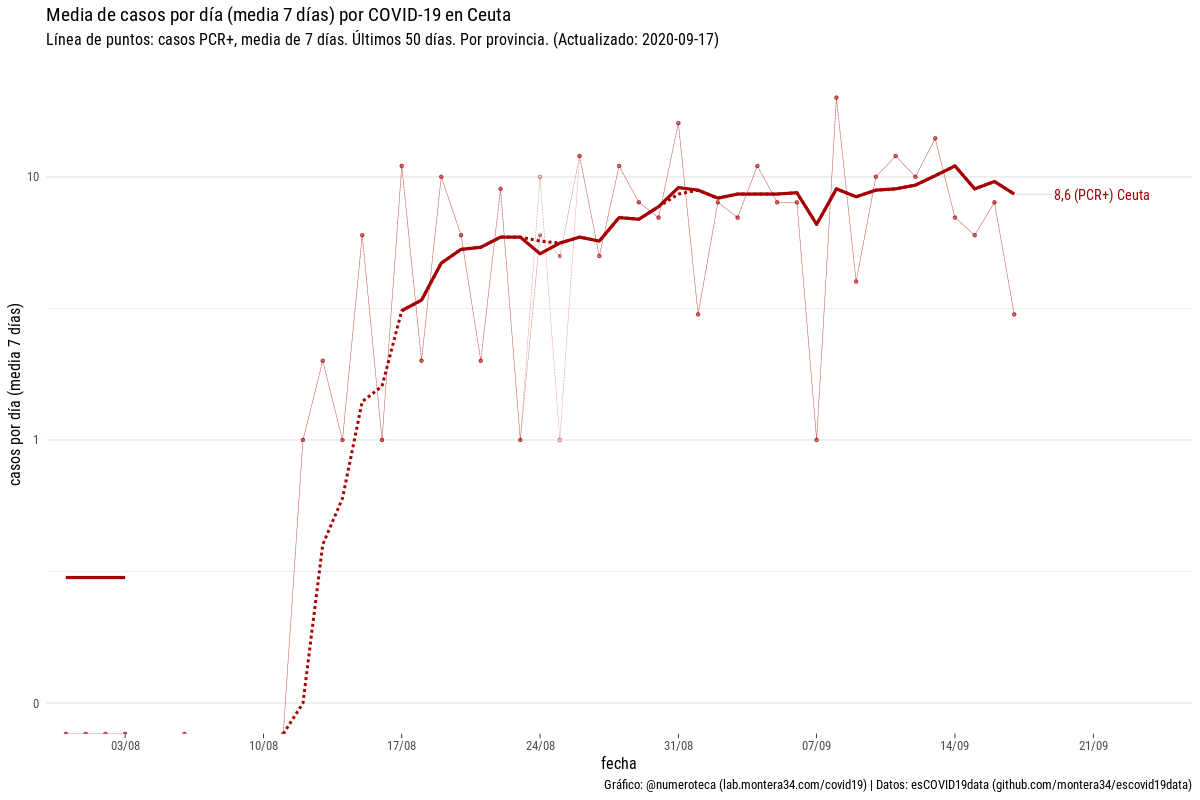 Media de casos por día (media 7 días) por COVID-19 en Ceuta
Línea de puntos: casos PCR+, media de 7 días. Últimos 50 días. Por provincia. (Actualizado: 2020-09-17)
casos por día (media 7 días)
10
1
0
8,6 (PCR+) Ceuta
03/08
10/08
17/08
24/08
31/08
07/09
14/09
21/09
fecha
Gráfico: @numeroteca (lab.montera34.com/covid19) | Datos: esCOVID19data (github.com/montera34/escovid19data)